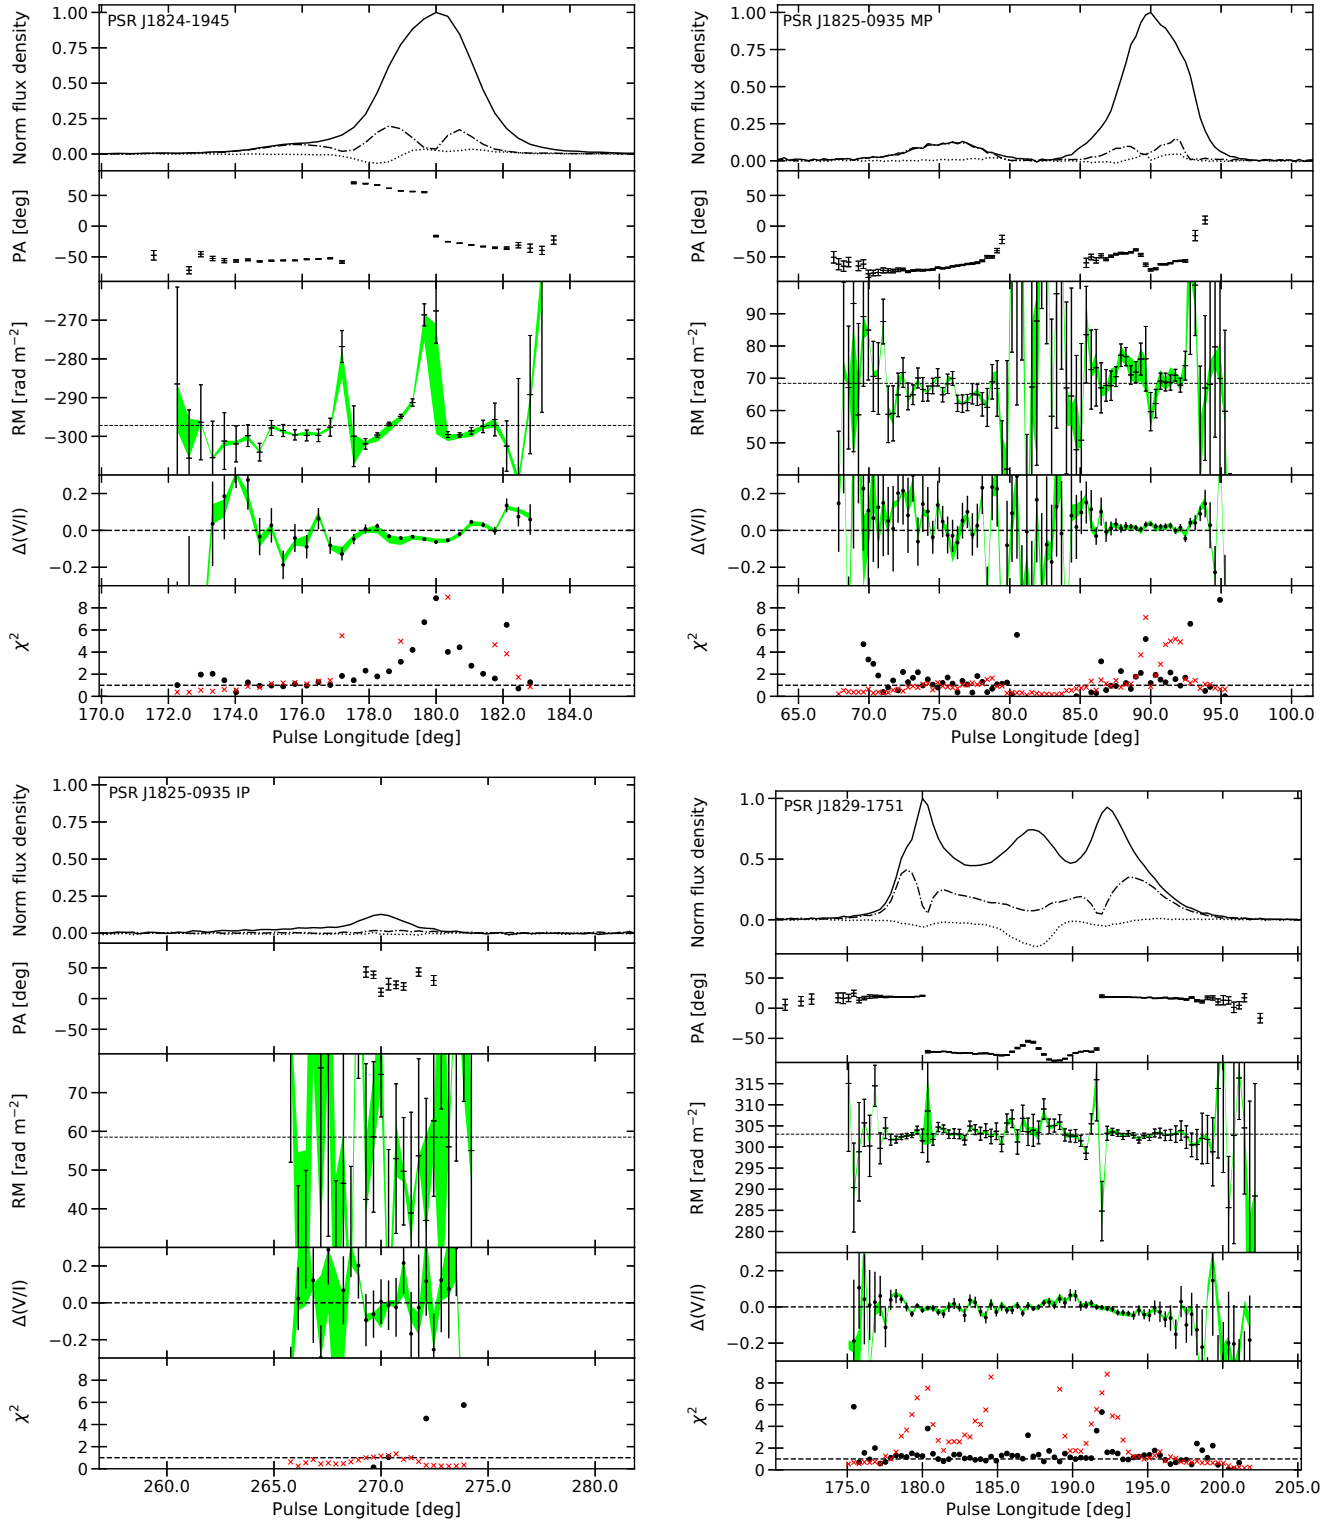 PSR J1824-1945
Norm flux density
1.00
0.75
0.50
0.25
0.00
PA [deg]
50
0
−50
RM [rad m−2]
−270
−280
−290
−300
Δ(V/I)
0.2
0.0
−0.2
χ2
8
6
4
2
0
170.0 172.0 174.0 176.0 178.0 180.0 182.0 184.0
Pulse Longitude [deg]
PSR J1825-0935 MP
Norm flux density
1.00
0.75
0.50
0.25
0.00
PA [deg]
50
0
−50
RM [rad m−2]
90
80
70
60
50
Δ(V/I)
0.2
0.0
−0.2
χ2
8
6
4
2
0
65.0 70.0 75.0 80.0 85.0 90.0 95.0 100.0
Pulse Longitude [deg]
PSR J1825-0935 IP
Norm flux density
1.00
0.75
0.50
0.25
0.00
PA [deg]
50
0
−50
RM [rad m−2]
70
60
50
40
Δ(V/I)
0.2
0.0
−0.2
χ2
8
6
4
2
0
260.0 265.0 270.0 275.0 280.0
Pulse Longitude [deg]
PSR J1829-1751
Norm flux density
1.0
0.5
0.0
PA [deg]
50
0
−50
RM [rad m−2]
315
310
305
300
295
290
285
280
Δ(V/I)
0.2
0.0
−0.2
χ2
8
6
4
2
0
175.0 180.0 185.0 190.0 195.0 200.0 205.0
Pulse Longitude [deg]